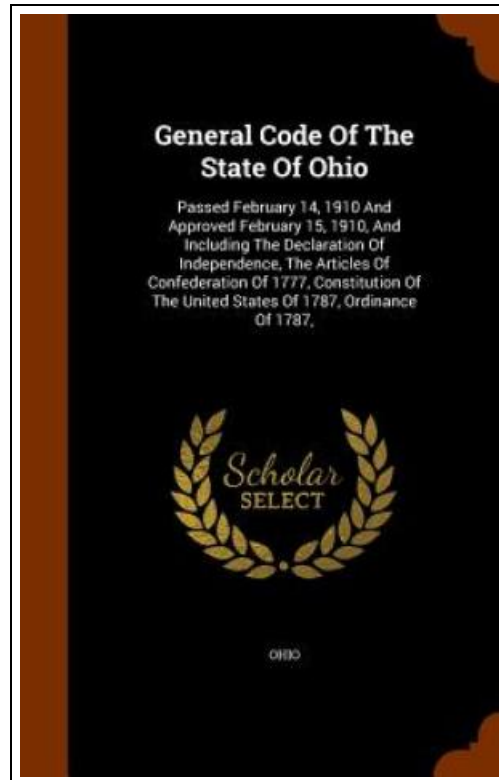 General Code Of The
State Of Ohio
Passed February 14, 1910 And
Approved February 15, 1910, And
Including The Declaration Of
Independence, The Articles Of
Confederation Of 1777, Constitution Of
The United States Of 1787, Ordinance
Of 1787,
Scholar
SELECT
OHIO